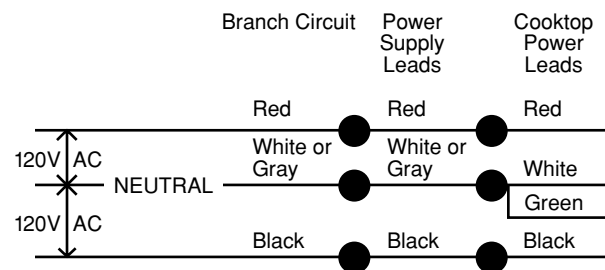 Branch Circuit Power Supply Leads Cooktop Power Leads
Red Red Red
120V AC
White or Gray White or Gray White
NEUTRAL
Green
120V AC
Black Black Black